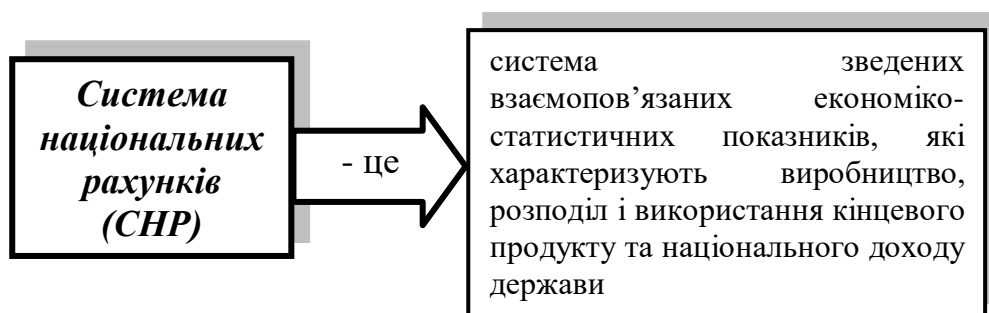 Система
національних
рахунків
(СНР)
- це
система зведених
взаємопов’язаних економіко-
статистичних показників, які
характеризують виробництво,
розподіл і використання кінцевого
продукту та національного доходу
держави